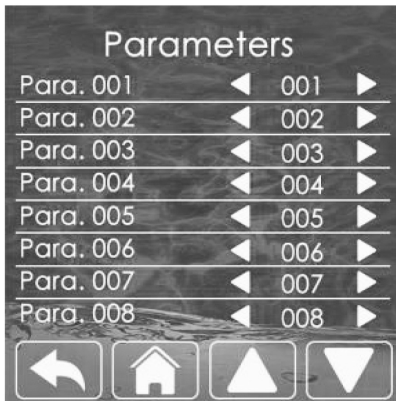 Parameters
Para. 001 001
Para. 002 002
Para. 003 003
Para. 004 004
Para. 005 005
Para. 006 006
Para. 007 007
Para. 008 008